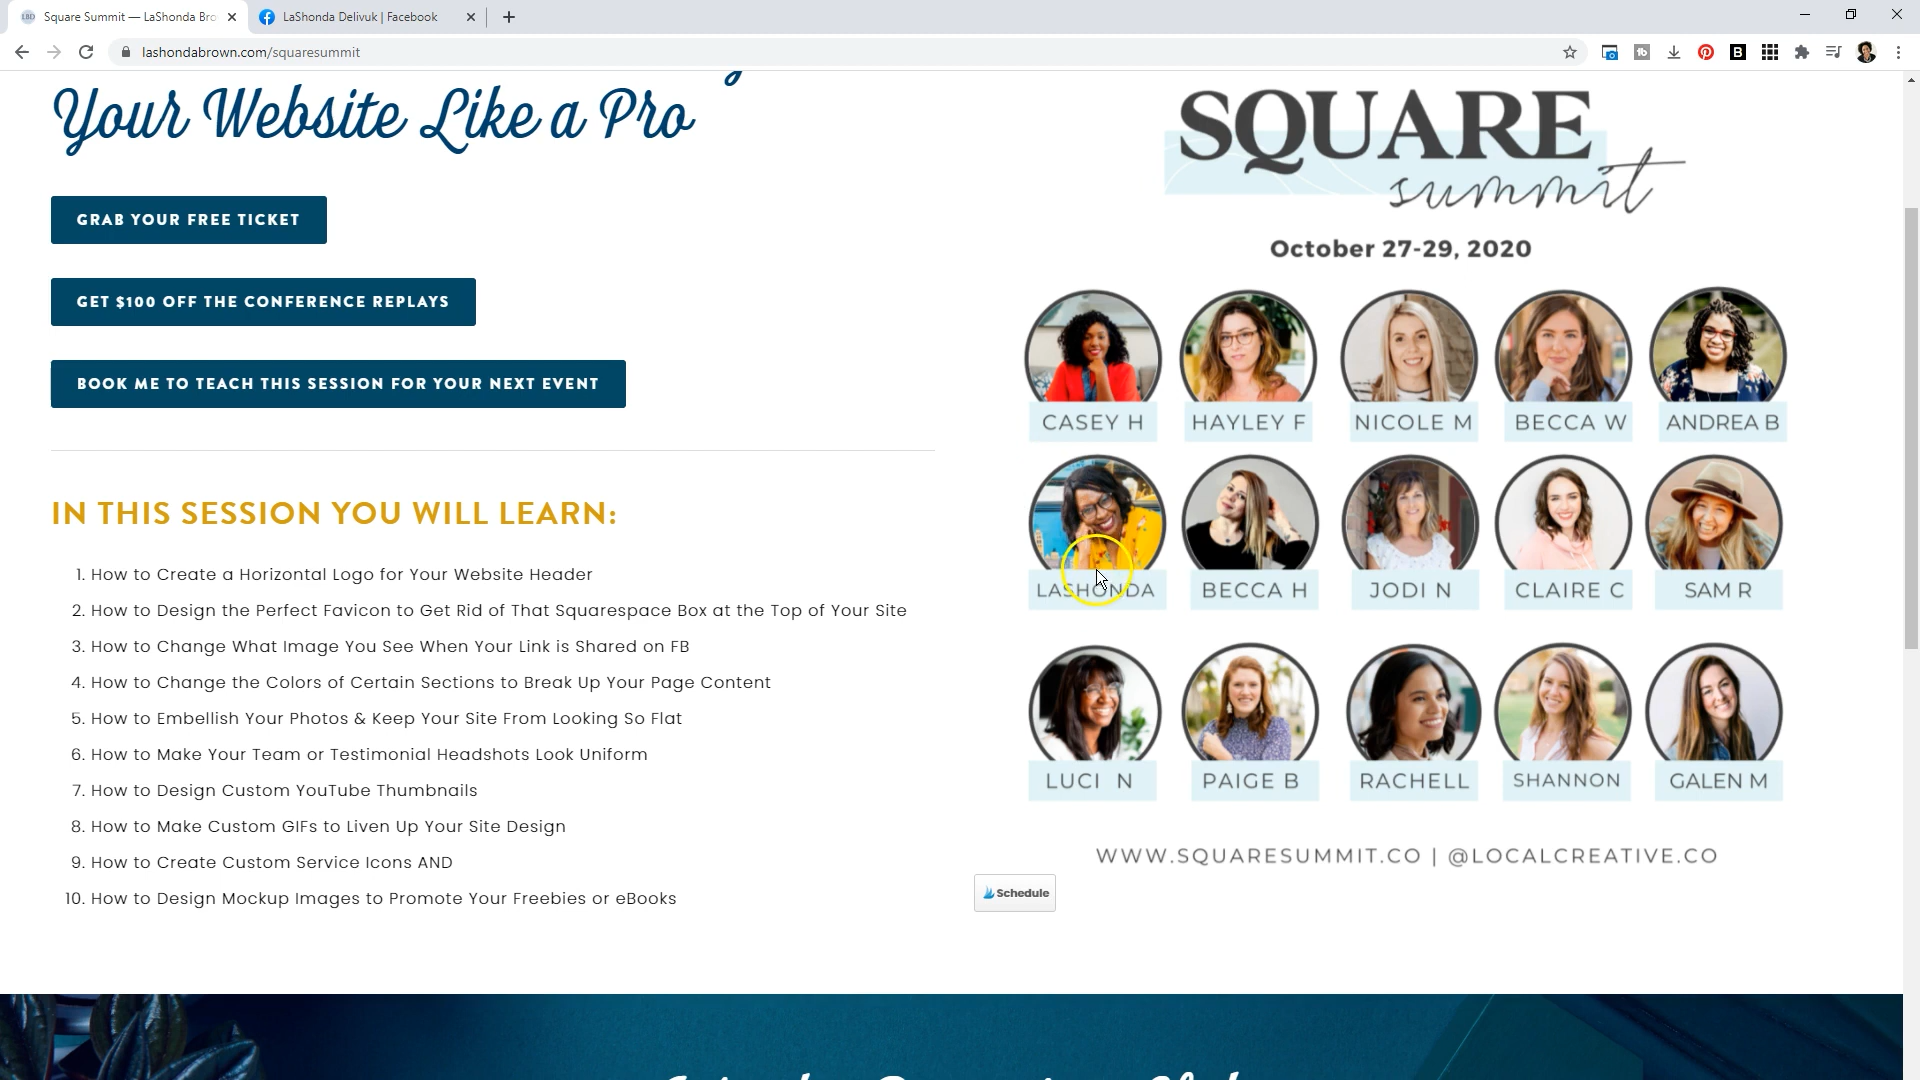 Square Summit — LaShonda Bro
LaShonda Delivuk | Facebook
lashondabrown.com/squaresummit
Your Website Like a Pro
GRAB YOUR FREE TICKET
GET $100 OFF THE CONFERENCE REPLAYS
BOOK ME TO TEACH THIS SESSION FOR YOUR NEXT EVENT
IN THIS SESSION YOU WILL LEARN:
1. How to Create a Horizontal Logo for Your Website Header
2. How to Design the Perfect Favicon to Get Rid of That Squarespace Box at the Top of Your Site
3. How to Change What Image You See When Your Link is Shared on FB
4. How to Change the Colors of Certain Sections to Break Up Your Page Content
5. How to Embellish Your Photos & Keep Your Site From Looking So Flat
6. How to Make Your Team or Testimonial Headshots Look Uniform
7. How to Design Custom YouTube Thumbnails
8. How to Make Custom GIFs to Liven Up Your Site Design
9. How to Create Custom Service Icons AND
10. How to Design Mockup Images to Promote Your Freebies or eBooks
SQUARE
summit
October 27-29, 2020
CASEY H HAYLEY F NICOLE M BECCA W ANDREA B
LASHONDA BECCA H JODI N CLAIRE C SAM R
LUCI N PAIGE B RACHELL SHANNON GALEN M
WWW.SQUARESUMMIT.CO | @LOCALCREATIVE.CO
Schedule